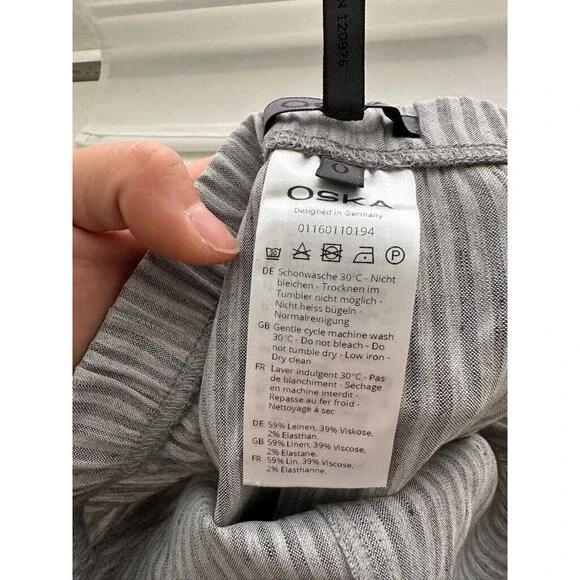 N 120976
OSKA
0
OSKA
Designed in Germany
01160110194
P
DE Schonwäsche 30°C - Nicht
bleichen - Trocknen im
Tumbler nicht möglich -
Nicht heiss bügeln -
Normalreinigung
GB Gentle cycle machine wash
30°C - Do not bleach - Do
not tumble dry - Low iron -
Dry clean
FR Laver indulgent 30°C - Pas
de blanchiment - Séchage
en machine interdit -
Repasse au fer froid -
Nettoyage á sec
DE 59% Leinen, 39% Viskose,
2% Elasthan.
GB 59% Linen, 39% Viscose,
2% Elastane.
FR 59% Lin, 39% Viscose,
2% Elasthanne.